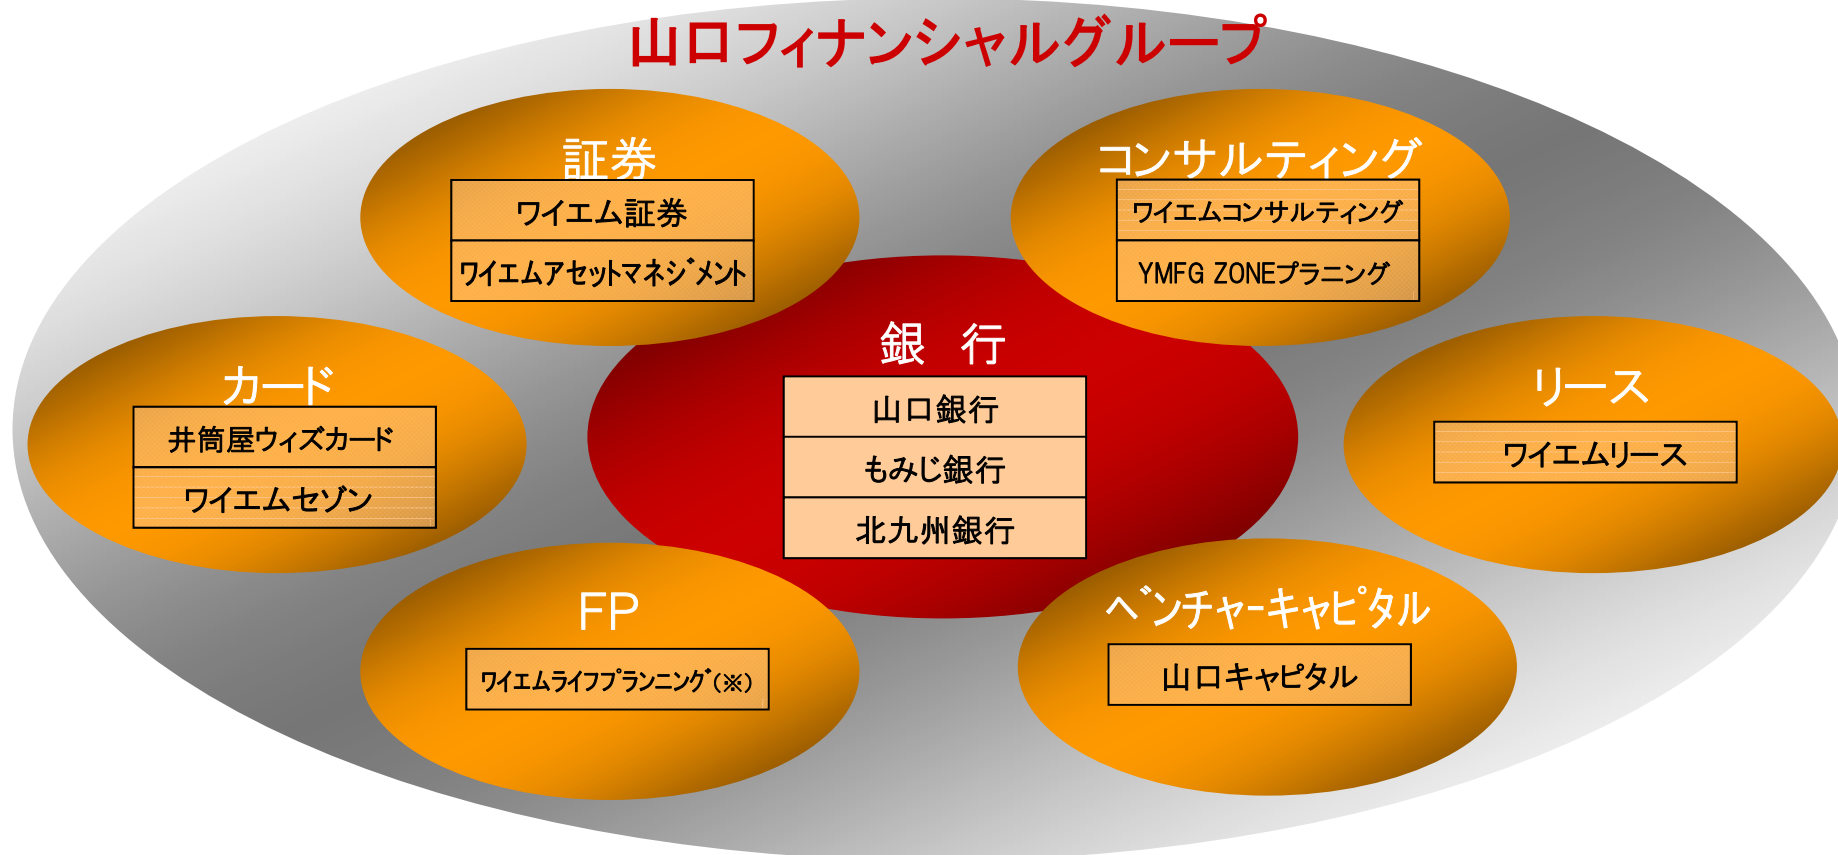 山口フィナンシャルグループ
証券
ワイエム証券
ワイエムアセットマネジメント
コンサルティング
ワイエムコンサルティング
YMFG ZONEプラニング
カード
井筒屋ウィズカード
ワイエムセゾン
銀　行
山口銀行
もみじ銀行
北九州銀行
リース
ワイエムリース
FP
ワイエムライフプランニング(※)
ベンチャーキャピタル
山口キャピタル